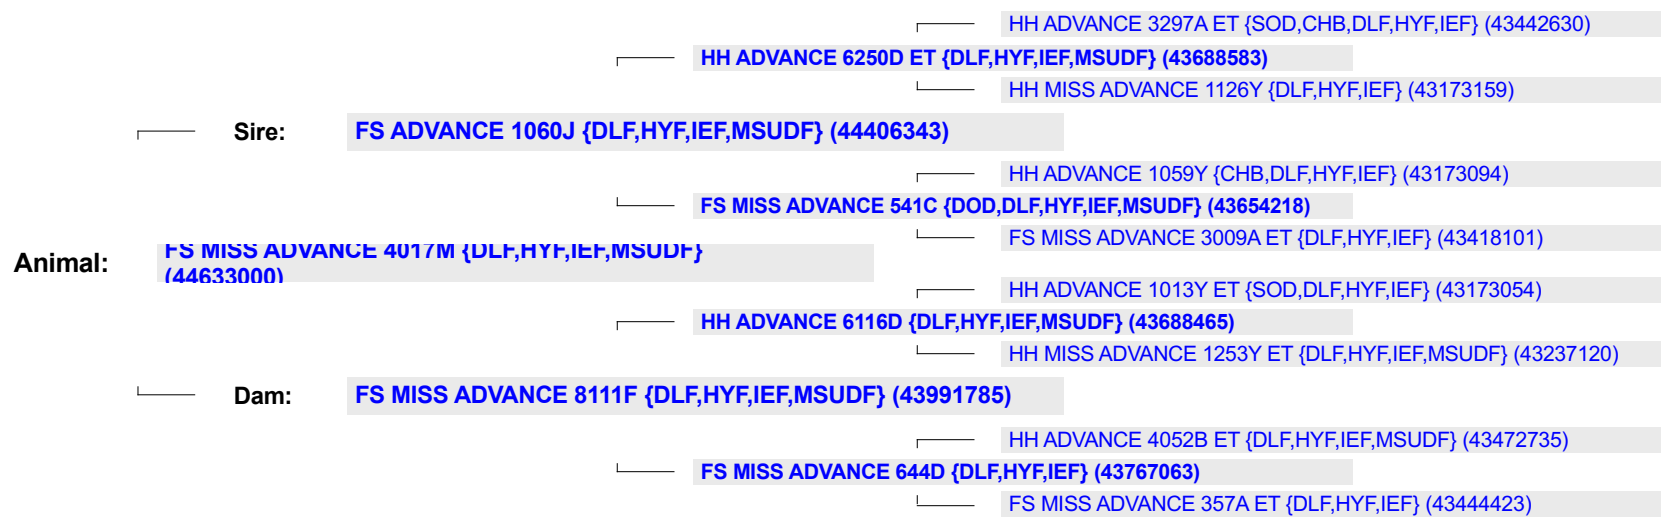 HH ADVANCE 3297A ET {SOD,CHB,DLF,HYF,IEF} (43442630)
HH ADVANCE 6250D ET {DLF,HYF,IEF,MSUDF} (43688583)
HH MISS ADVANCE 1126Y {DLF,HYF,IEF} (43173159)
Sire: FS ADVANCE 1060J {DLF,HYF,IEF,MSUDF} (44406343)
HH ADVANCE 1059Y {CHB,DLF,HYF,IEF} (43173094)
FS MISS ADVANCE 541C {DOD,DLF,HYF,IEF,MSUDF} (43654218)
FS MISS ADVANCE 3009A ET {DLF,HYF,IEF} (43418101)
Animal: FS MISS ADVANCE 4017M {DLF,HYF,IEF,MSUDF}
(44633000)
HH ADVANCE 1013Y ET {SOD,DLF,HYF,IEF} (43173054)
HH ADVANCE 6116D {DLF,HYF,IEF,MSUDF} (43688465)
HH MISS ADVANCE 1253Y ET {DLF,HYF,IEF,MSUDF} (43237120)
Dam: FS MISS ADVANCE 8111F {DLF,HYF,IEF,MSUDF} (43991785)
HH ADVANCE 4052B ET {DLF,HYF,IEF,MSUDF} (43472735)
FS MISS ADVANCE 644D {DLF,HYF,IEF} (43767063)
FS MISS ADVANCE 357A ET {DLF,HYF,IEF} (43444423)